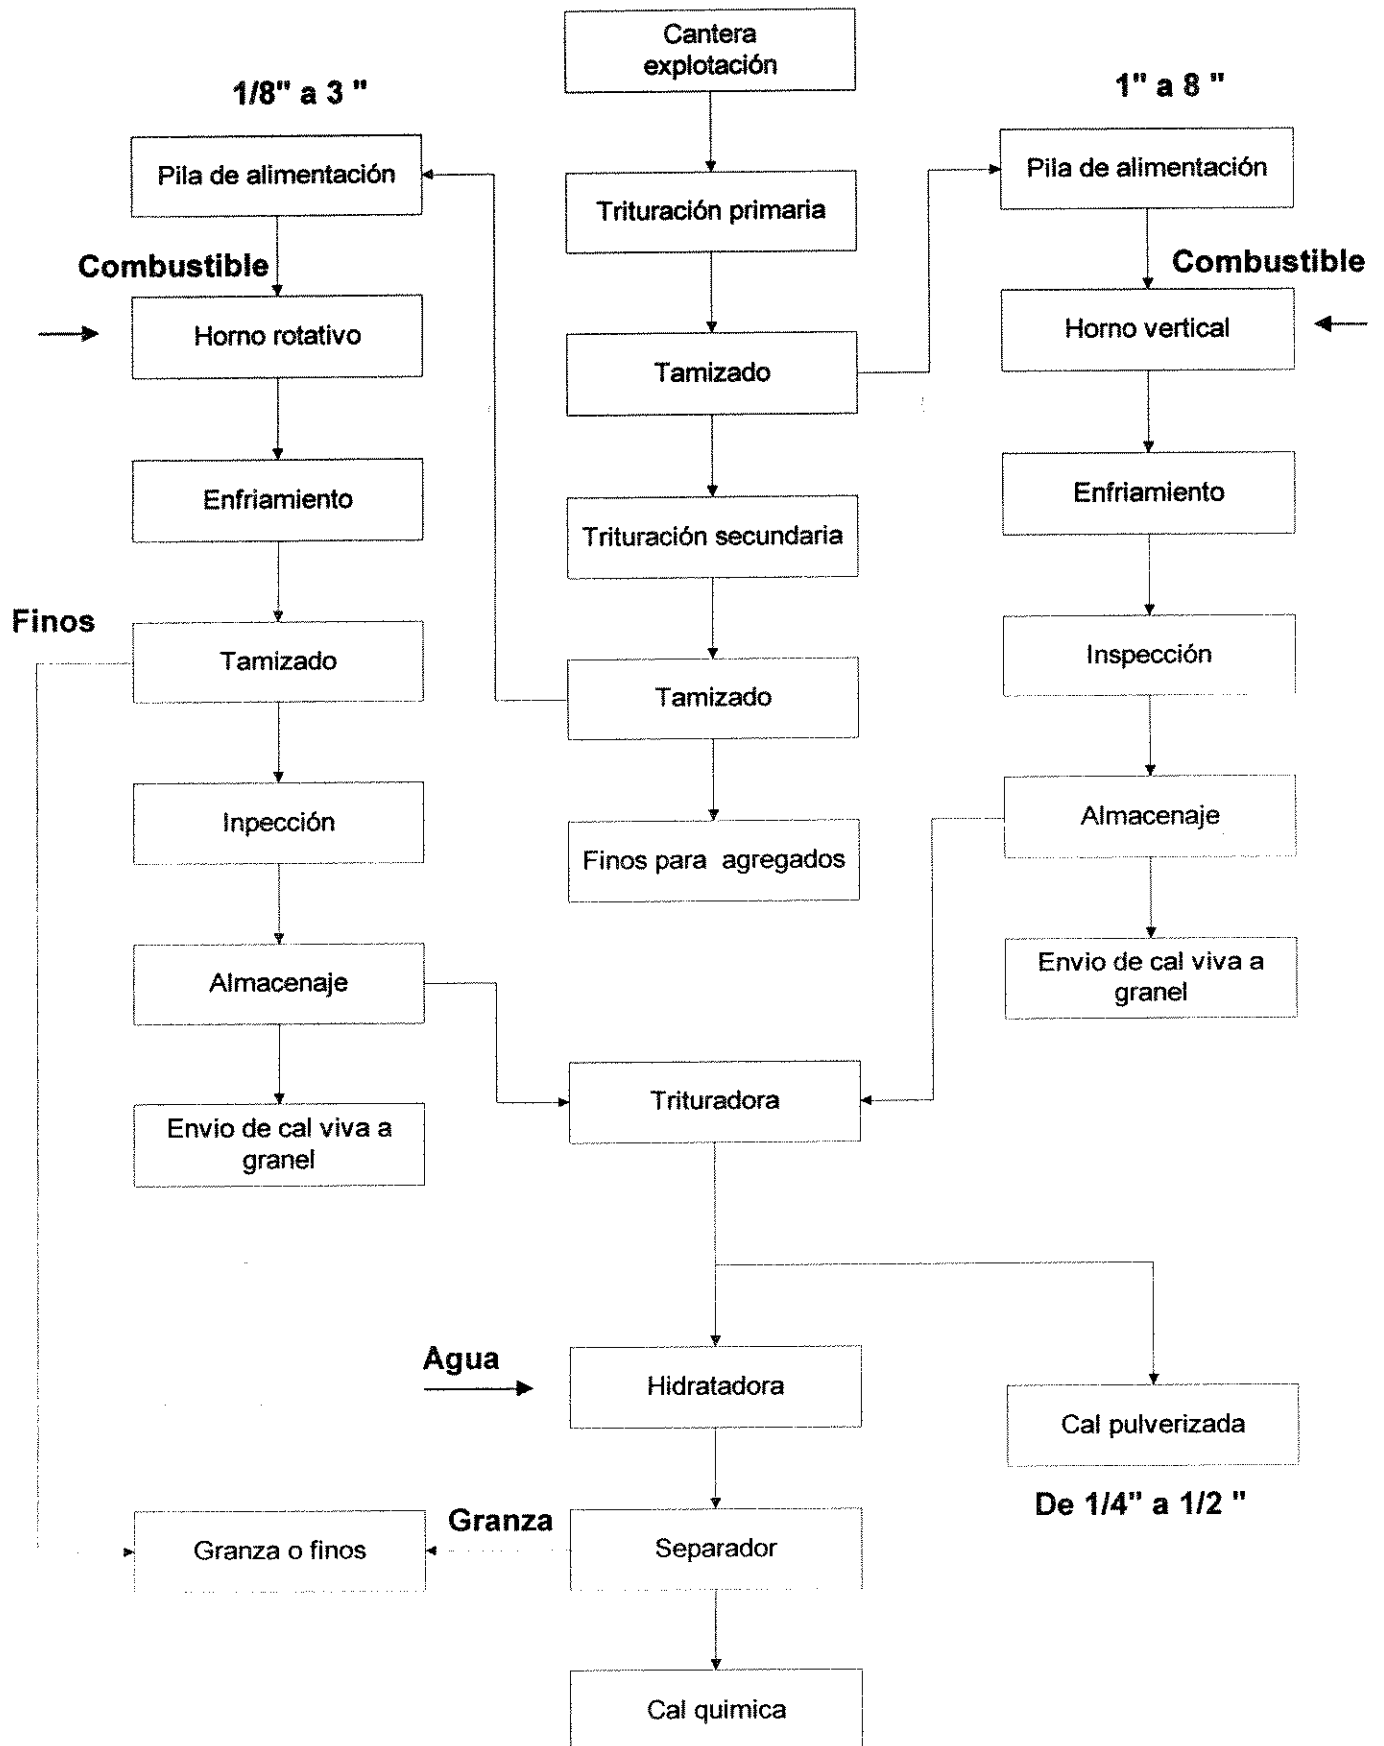 Cantera
explotación
1/8" a 3 "
1" a 8 "
Pila de alimentación
Pila de alimentación
Trituración primaria
Combustible
Combustible
Horno rotativo
Horno vertical
Tamizado
Enfriamiento
Enfriamiento
Trituración secundaria
Finos
Tamizado
Inspección
Tamizado
Inpección
Almacenaje
Finos para agregados
Almacenaje
Envio de cal viva a
granel
Trituradora
Envio de cal viva a
granel
Agua
Hidratadora
Cal pulverizada
De 1/4" a 1/2 "
Granza
Granza o finos
Separador
Cal quimica